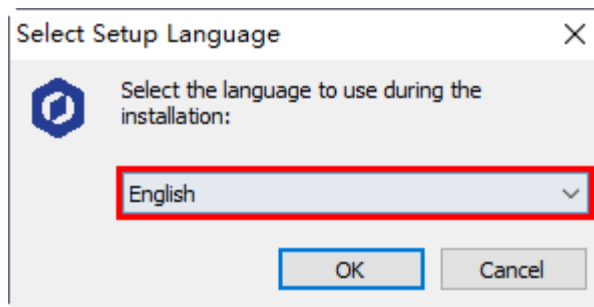 Select Setup Language
Select the language to use during the
installation:
English
OK
Cancel